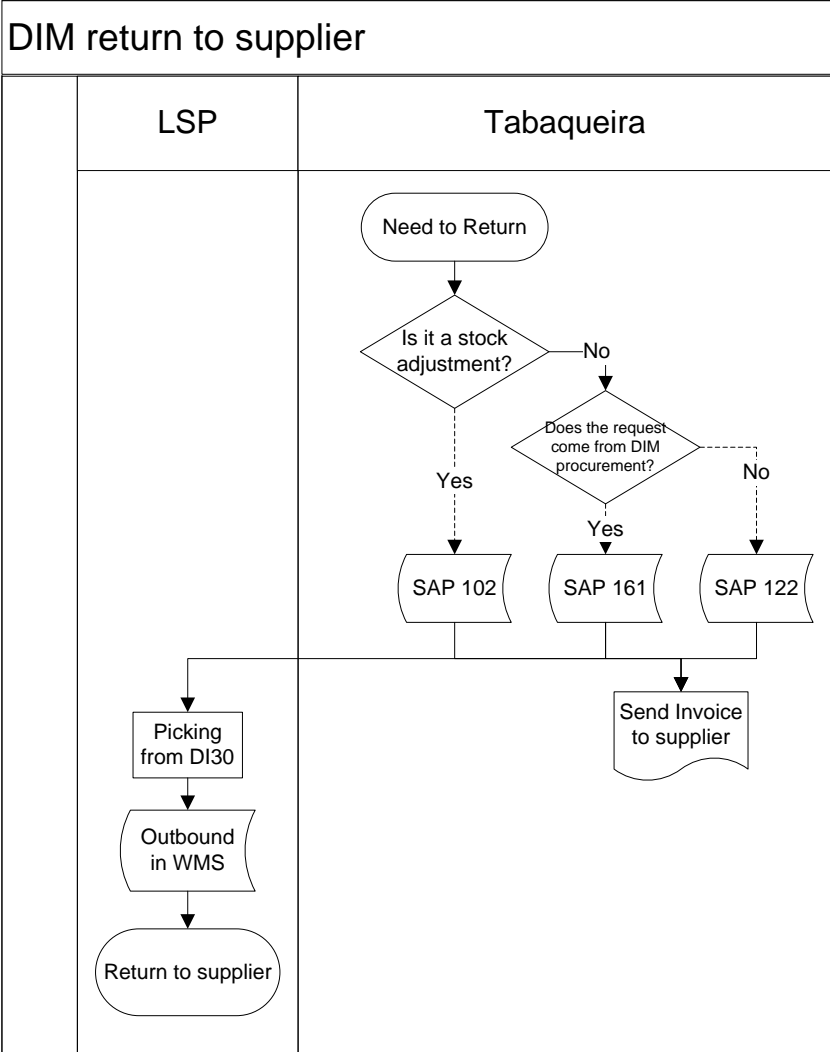 DIM return to supplier
LSP
Tabaqueira
Need to Return
Is it a stock
adjustment?
No
Does the request
come from DIM
procurement?
No
Yes
Yes
SAP 102
SAP 161
SAP 122
Send Invoice
to supplier
Picking
from DI30
Outbound
in WMS
Return to supplier